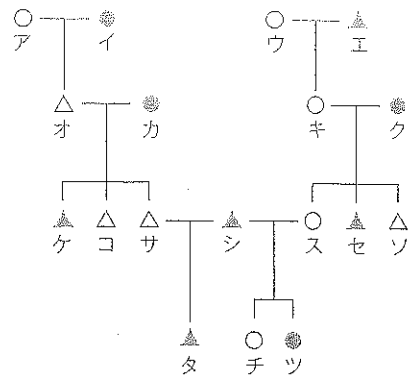 ア イ ウ エ
オ カ キ ク
ケ コ サ シ ス セ ソ
タ チ ツ